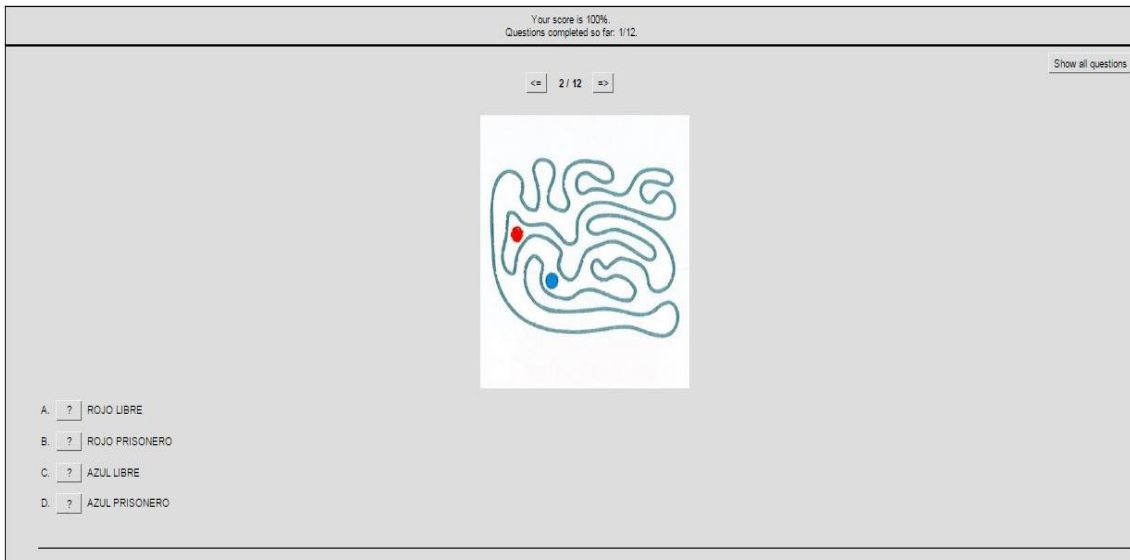 Your score is 100%.
Questions completed so far: 1/12.
Show all questions
<= 2 / 12 =>
A. ? ROJO LIBRE
B. ? ROJO PRISONERO
C. ? AZUL LIBRE
D. ? AZUL PRISONERO